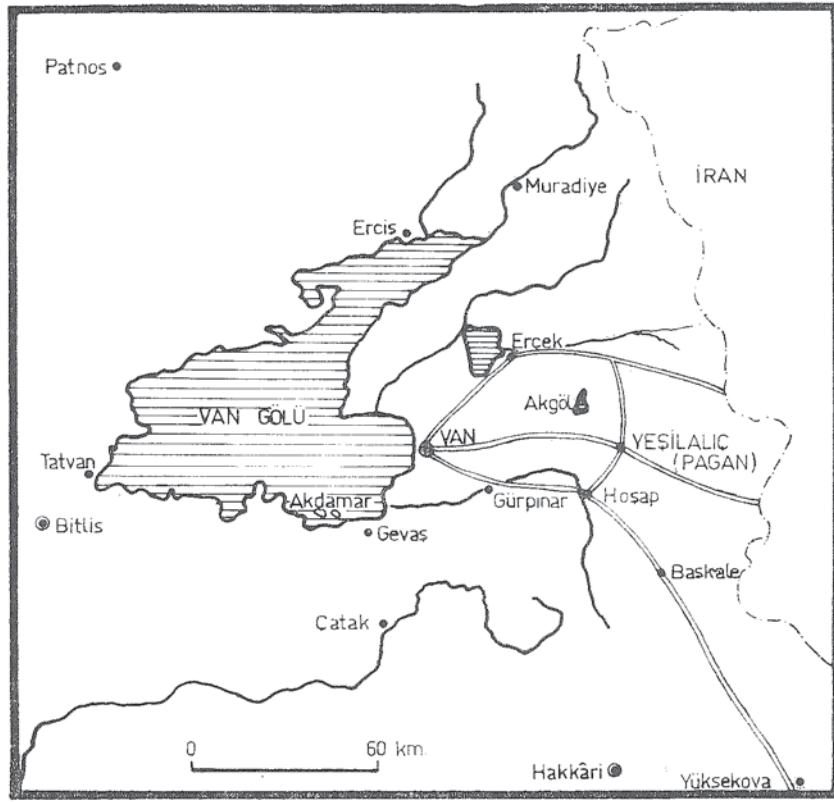 Patnos
Muradiye
İRAN
Ercis
Erçek
Akgöl
VAN GÖLÜ
VAN
YEŞİLALIÇ
(PAGAN)
Tatvan
Akdamar
Gürpınar
Hoşap
Bitlis
Gevaş
Baskale
Çatak
0 60 km.
Hakkâri
Yüksekova